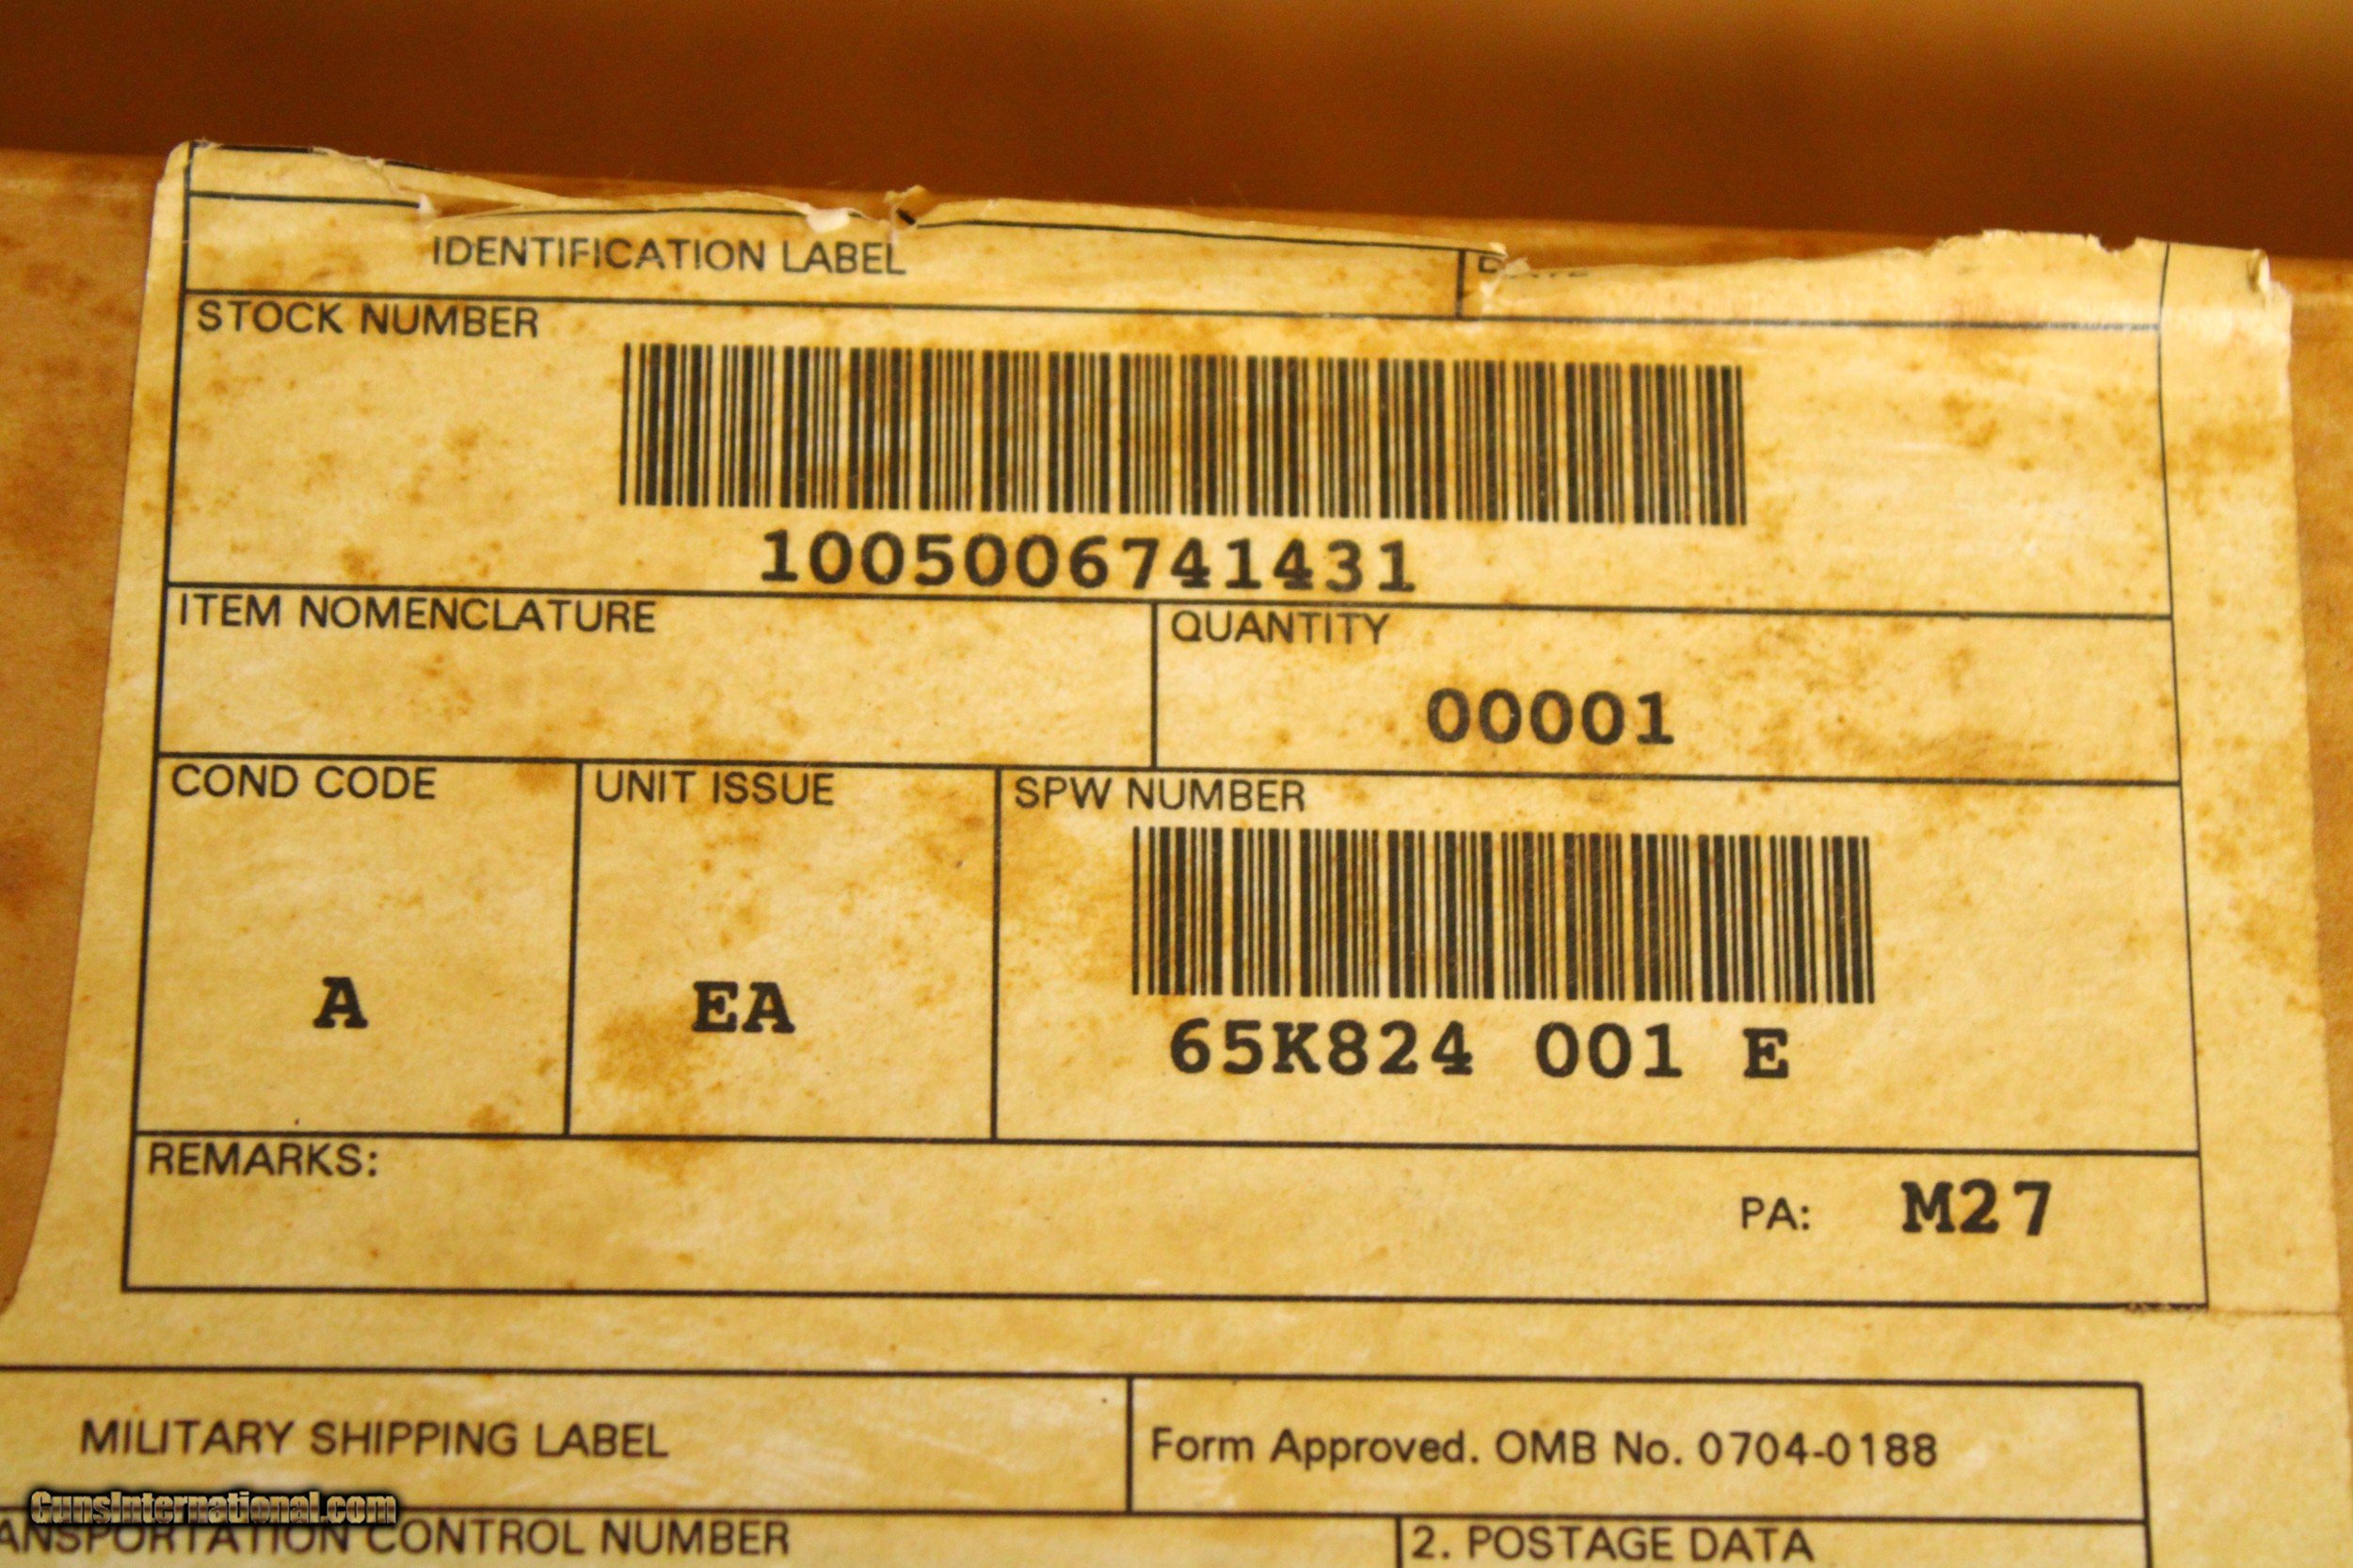 IDENTIFICATION LABEL
STOCK NUMBER
1005006741431
ITEM NOMENCLATURE
QUANTITY
00001
COND CODE
UNIT ISSUE
SPW NUMBER
A
EA
65K824 001 E
REMARKS:
PA: M27
MILITARY SHIPPING LABEL
Form Approved. OMB No. 0704-0188
GunsInternational.com
ANSPORTATION CONTROL NUMBER
2. POSTAGE DATA